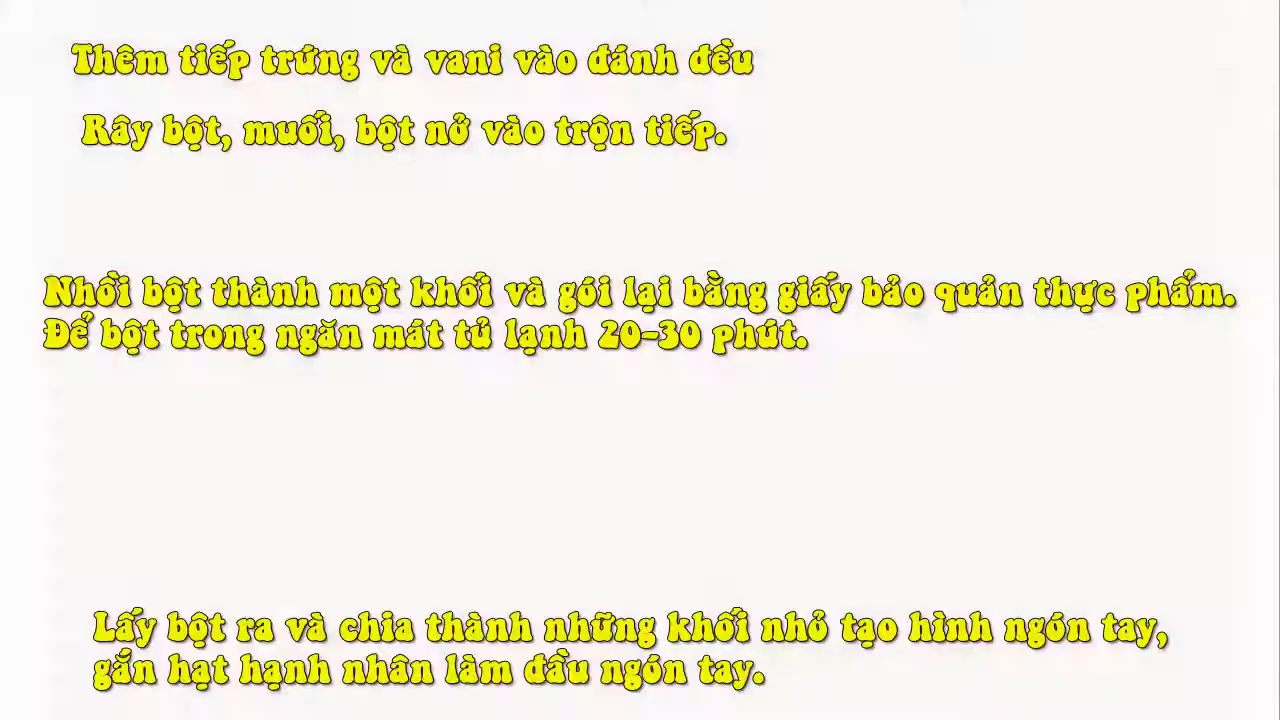 Thêm tiếp trứng và vani vào đánh đều
Rây bột, muối, bột nở vào trộn tiếp.
Nhồi bột thành một khối và gói lại bằng giấy bảo quản thực phẩm.
Để bột trong ngăn mát tủ lạnh 20-30 phút.
Lấy bột ra và chia thành những khối nhỏ tạo hình ngón tay,
gắn hạt hạnh nhân làm đầu ngón tay.